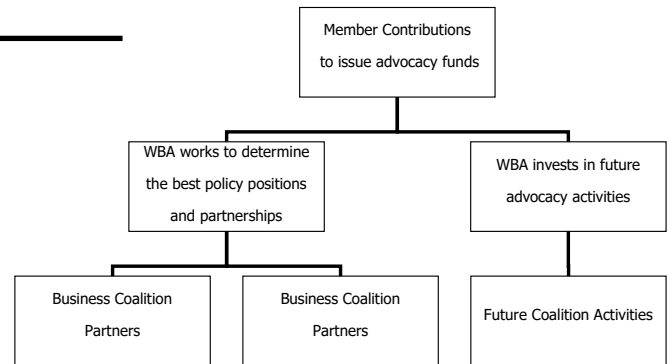 Member Contributions
to issue advocacy funds
WBA works to determine
the best policy positions
and partnerships
WBA invests in future
advocacy activities
Business Coalition
Partners
Business Coalition
Partners
Future Coalition Activities